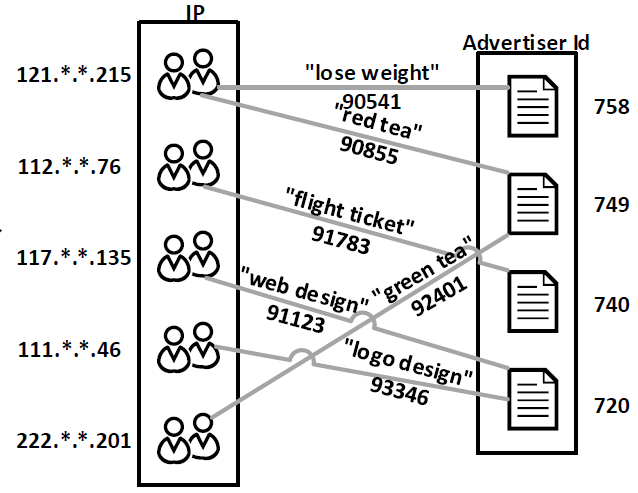 IP
Advertiser Id
121.*.*.215
"lose weight"
90541
758
"red tea"
90855
112.*.*.76
749
"flight ticket"
91783
117.*.*.135
"green tea"
92401
"web design"
91123
740
111.*.*.46
"logo design"
93346
720
222.*.*.201